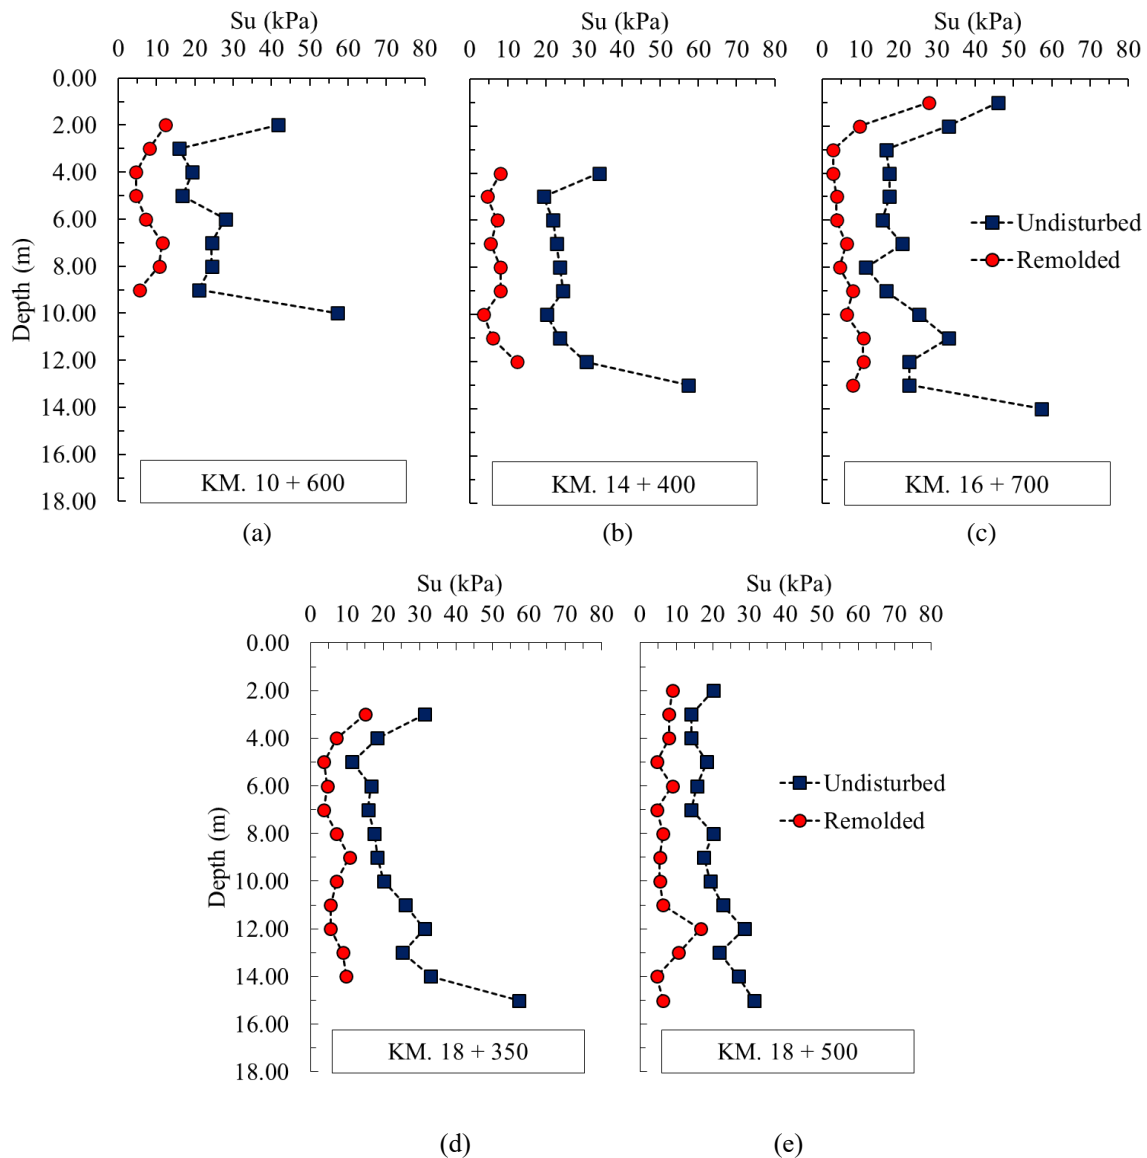 Su (kPa)
0 10 20 30 40 50 60 70 80
Su (kPa)
0 10 20 30 40 50 60 70 80
Su (kPa)
0 10 20 30 40 50 60 70 80
0.00
2.00
4.00
6.00
8.00
10.00
12.00
14.00
16.00
18.00
Depth (m)
Undisturbed
Remolded
KM. 10 + 600
KM. 14 + 400
KM. 16 + 700
(a)
(b)
(c)
Su (kPa)
0 10 20 30 40 50 60 70 80
Su (kPa)
0 10 20 30 40 50 60 70 80
0.00
2.00
4.00
6.00
8.00
10.00
12.00
14.00
16.00
18.00
Depth (m)
Undisturbed
Remolded
KM. 18 + 350
KM. 18 + 500
(d)
(e)